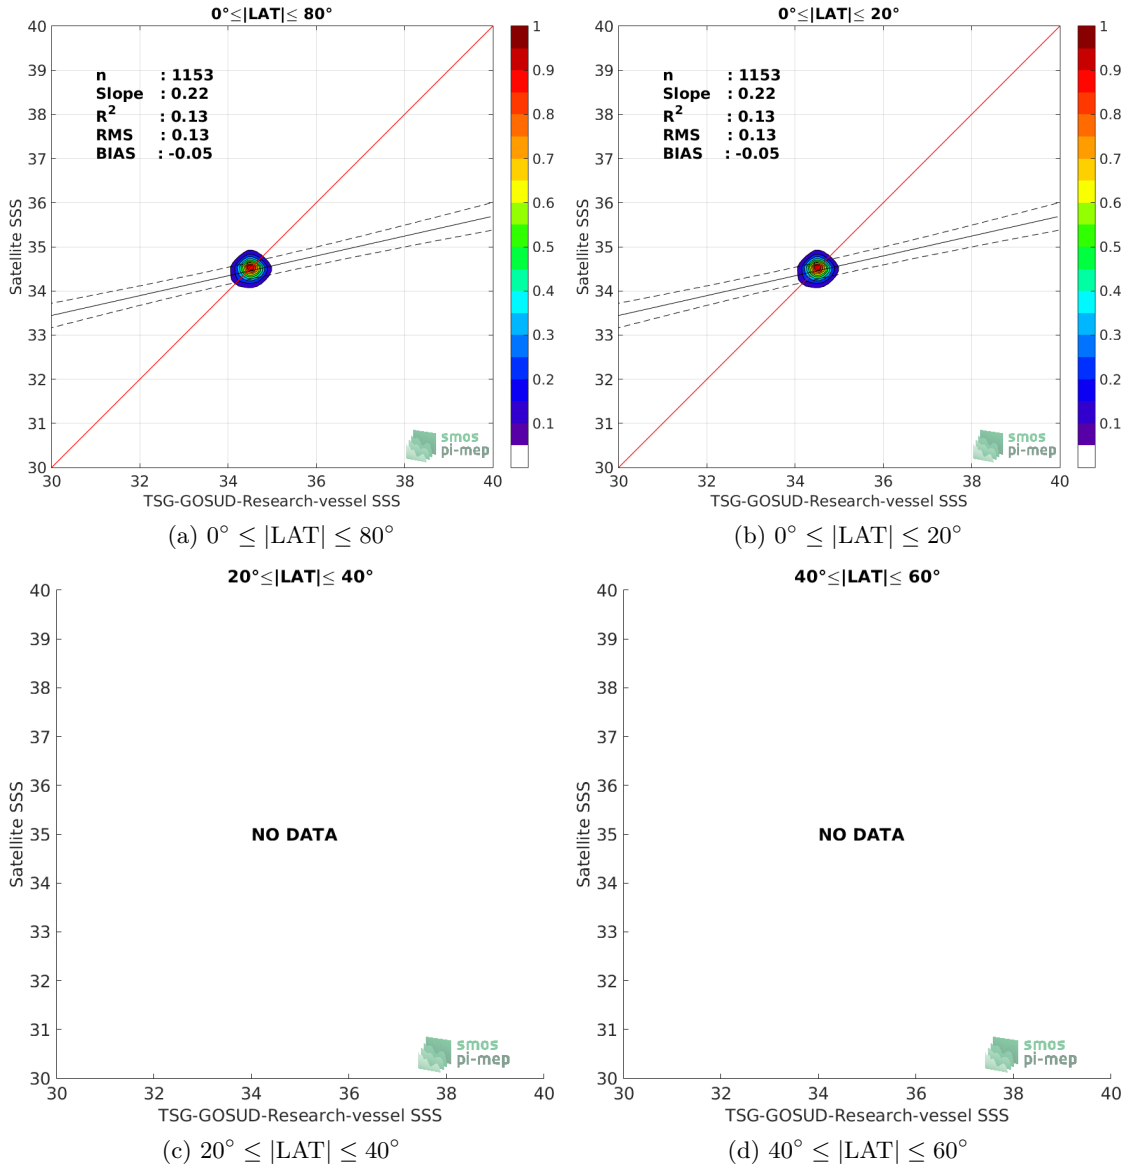 0°≤|LAT|≤ 80°
40
39
38
37
36
35
34
33
32
31
30
Satellite SSS
n : 1153
Slope : 0.22
R² : 0.13
RMS : 0.13
BIAS : -0.05
1
0.9
0.8
0.7
0.6
0.5
0.4
0.3
0.2
0.1
smos
pi-mep
30 32 34 36 38 40
TSG-GOSUD-Research-vessel SSS
(a) 0° ≤ |LAT| ≤ 80°
0°≤|LAT|≤ 20°
40
39
38
37
36
35
34
33
32
31
30
Satellite SSS
n : 1153
Slope : 0.22
R² : 0.13
RMS : 0.13
BIAS : -0.05
1
0.9
0.8
0.7
0.6
0.5
0.4
0.3
0.2
0.1
smos
pi-mep
30 32 34 36 38 40
TSG-GOSUD-Research-vessel SSS
(b) 0° ≤ |LAT| ≤ 20°
20°≤|LAT|≤ 40°
40
39
38
37
36
35
34
33
32
31
30
Satellite SSS
NO DATA
smos
pi-mep
30 32 34 36 38 40
TSG-GOSUD-Research-vessel SSS
(c) 20° ≤ |LAT| ≤ 40°
40°≤|LAT|≤ 60°
40
39
38
37
36
35
34
33
32
31
30
Satellite SSS
NO DATA
smos
pi-mep
30 32 34 36 38 40
TSG-GOSUD-Research-vessel SSS
(d) 40° ≤ |LAT| ≤ 60°